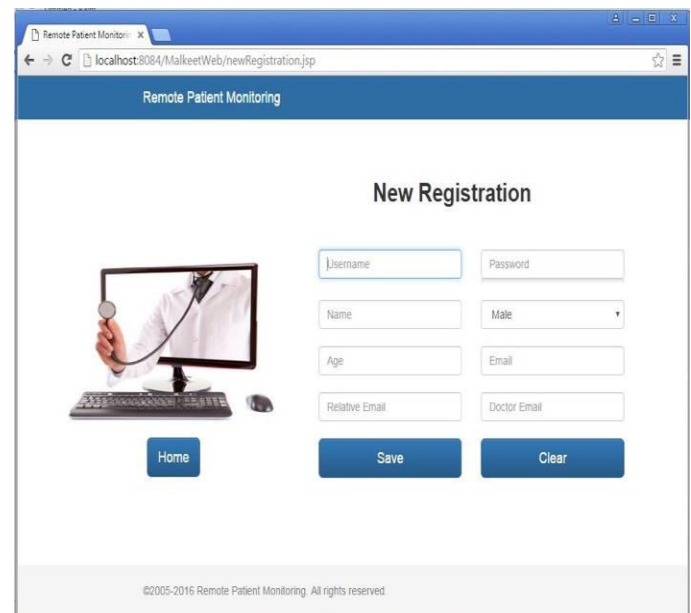 Remote Patient Monitorin
localhost:8084/MalkeetWeb/newRegistration.jsp
Remote Patient Monitoring
New Registration
Username Password
Name Male
Age Email
Relative Email Doctor Email
Home Save Clear
©2005-2016 Remote Patient Monitoring. All rights reserved.